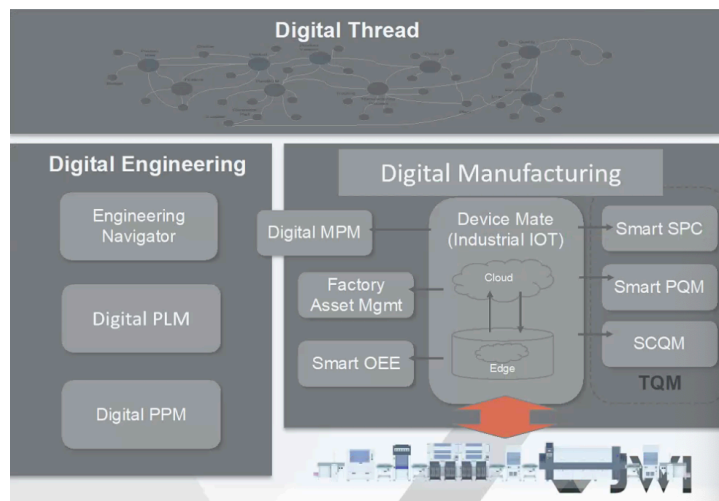 Digital Thread
Digital Engineering
Engineering
Navigator
Digital PLM
Digital PPM
Digital Manufacturing
Digital MPM
Factory
Asset Mgmt
Smart OEE
Device Mate
(Industrial IOT)
Cloud
Edge
Smart SPC
Smart PQM
SCQM
TQM